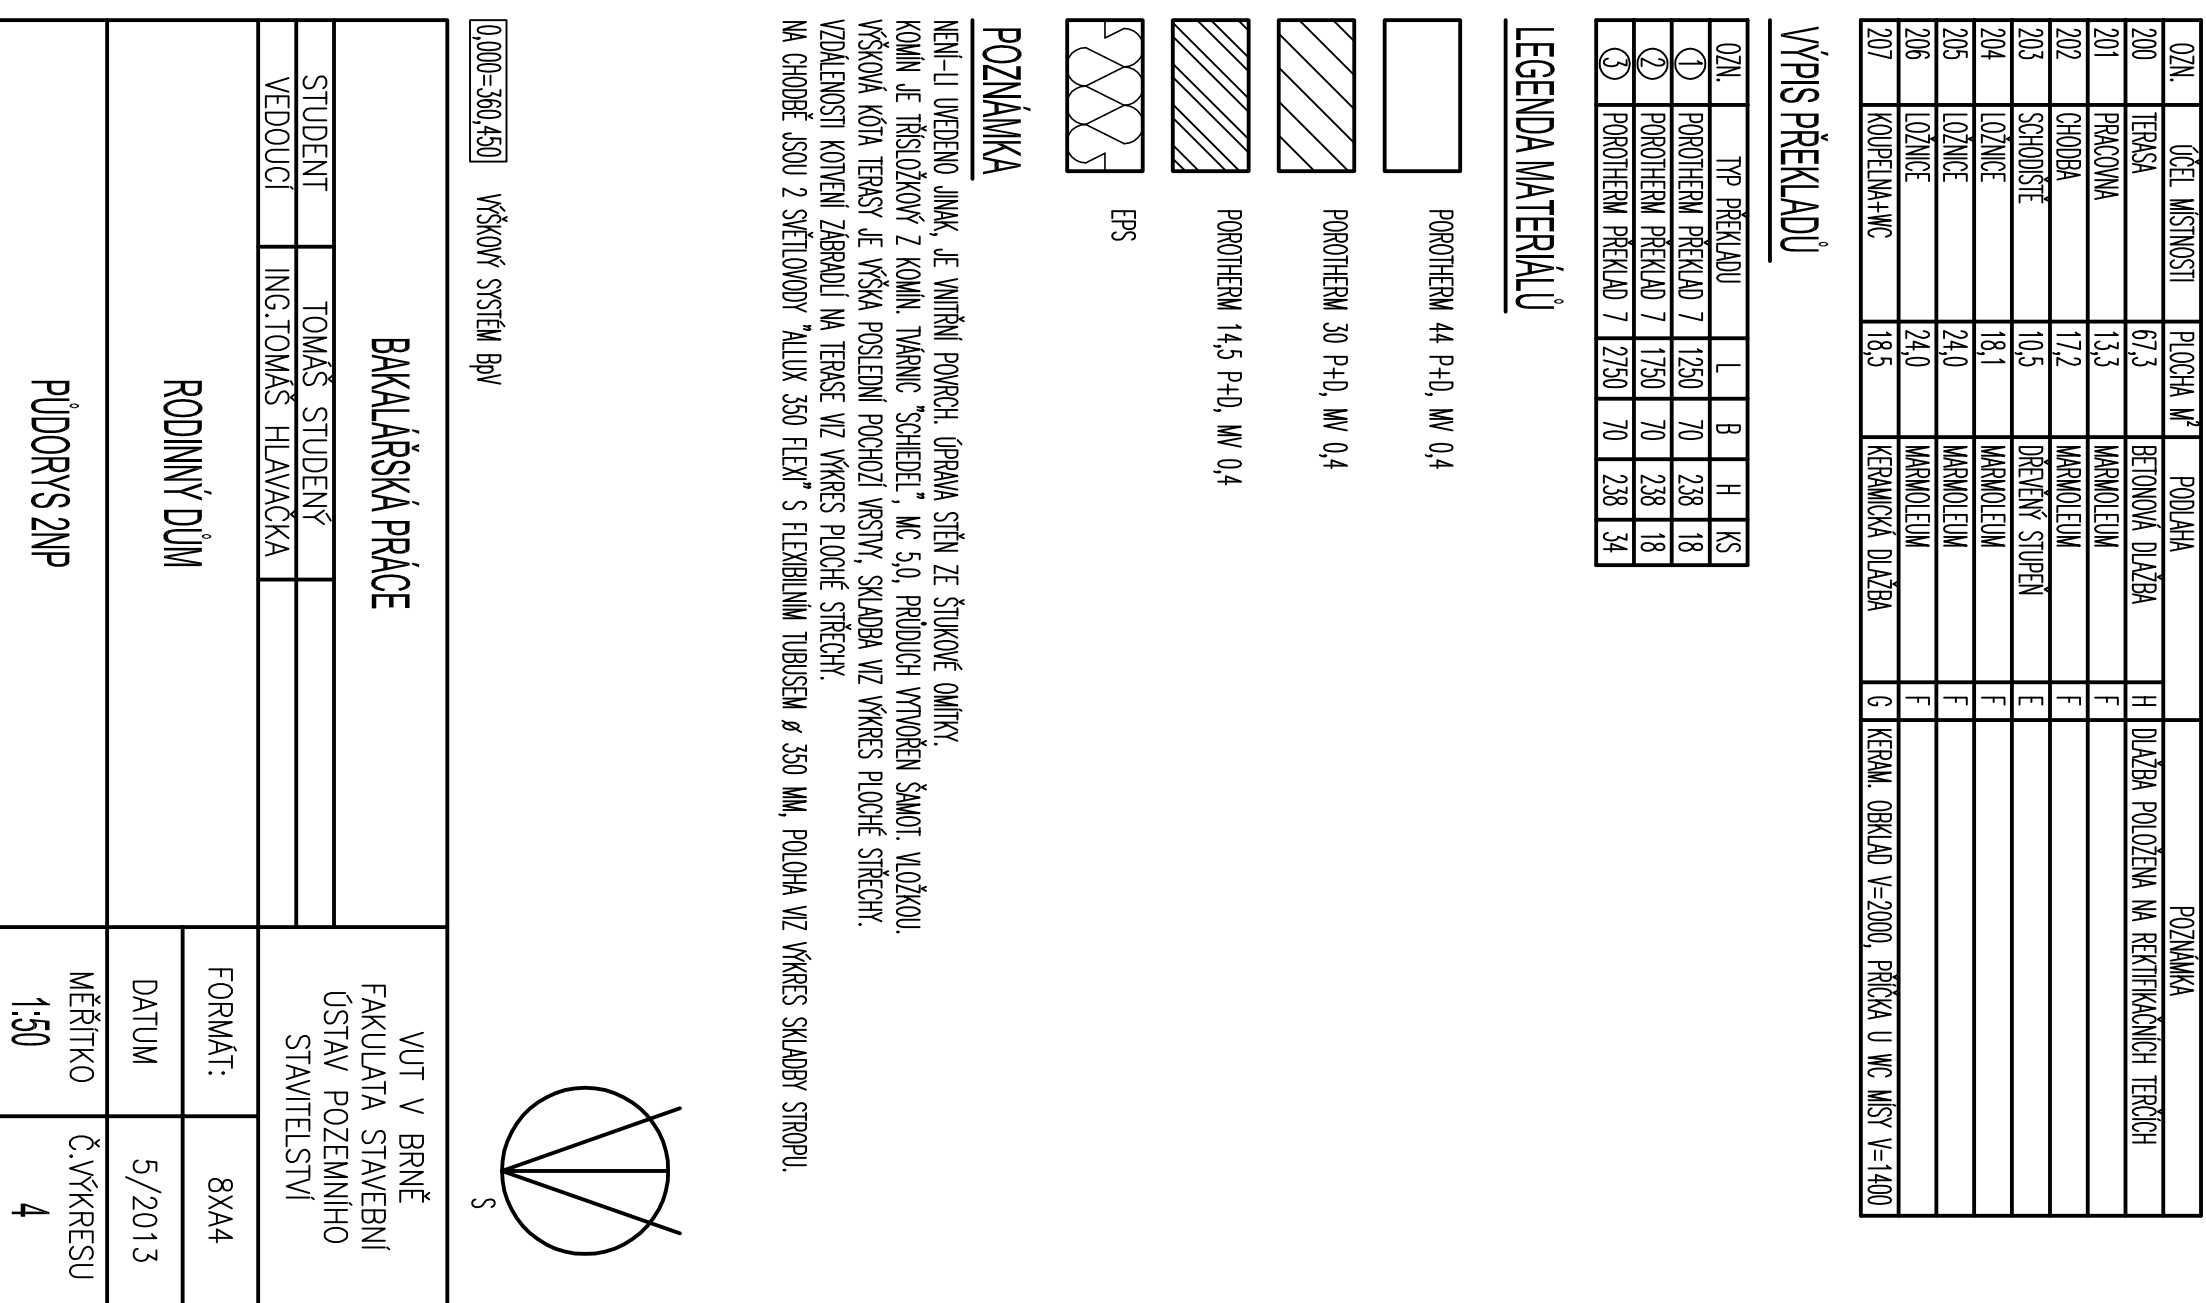 OZN. ÚČEL MÍSTNOSTI PLOCHA M² PODLAHA POZNÁMKA
200 TERASA 67,3 BETONOVÁ DLAŽBA H DLAŽBA POLOŽENA NA REKTIFIKAČNÍCH TERČÍCH
201 PRACOVNA 13,3 MARMOLEUM F
202 CHODBA 17,2 MARMOLEUM F
203 SCHODIŠTĚ 10,5 DŘEVĚNÝ STUPEŇ E
204 LOŽNICE 18,1 MARMOLEUM F
205 LOŽNICE 24,0 MARMOLEUM F
206 LOŽNICE 24,0 MARMOLEUM F
207 KOUPELNA+WC 18,5 KERAMICKÁ DLAŽBA G KERAM. OBKLAD V=2000, PŘÍČKA U WC MÍSY V=1400
VÝPIS PŘEKLADŮ
OZN. TYP PŘEKLADU L B H KS
1 POROTHERM PŘEKLAD 7 1250 70 238 18
2 POROTHERM PŘEKLAD 7 1750 70 238 18
3 POROTHERM PŘEKLAD 7 2750 70 238 34
LEGENDA MATERIÁLŮ
POROTHERM 44 P+D, MV 0,4
POROTHERM 30 P+D, MV 0,4
POROTHERM 14,5 P+D, MV 0,4
EPS
POZNÁMKA
NENÍ-LI UVEDENO JINAK, JE VNITŘNÍ POVRCH. ÚPRAVA STĚN ZE ŠTUKOVÉ OMÍTKY.
KOMÍN JE TŘÍSLOŽKOVÝ Z KOMÍN. TVÁRNIC "SCHIEDEL", MC 5,0, PRŮDUCH VYTVOŘEN ŠAMOT. VLOŽKOU.
VÝŠKOVÁ KÓTA TERASY JE VÝŠKA POSLEDNÍ POCHOZÍ VRSTVY, SKLADBA VIZ VÝKRES PLOCHÉ STŘECHY.
VZDÁLENOSTI KOTVENÍ ZÁBRADLÍ NA TERASE VIZ VÝKRES PLOCHÉ STŘECHY.
NA CHODBĚ JSOU 2 SVĚTLOVODY "ALLUX 350 FLEXI" S FLEXIBILNÍM TUBUSEM ø 350 MM, POLOHA VIZ VÝKRES SKLADBY STROPU.
0,000=360,450 VÝŠKOVÝ SYSTÉM BpV
S
BAKALÁŘSKÁ PRÁCE
STUDENT TOMÁŠ STUDENÝ
VEDOUCÍ ING.TOMÁŠ HLAVAČKA
VUT V BRNĚ
FAKULATA STAVEBNÍ
ÚSTAV POZEMNÍHO
STAVITELSTVÍ
RODINNÝ DŮM
FORMÁT: 8XA4
DATUM 5/2013
PŮDORYS 2NP
MĚŘÍTKO Č.VÝKRESU
1:50 4